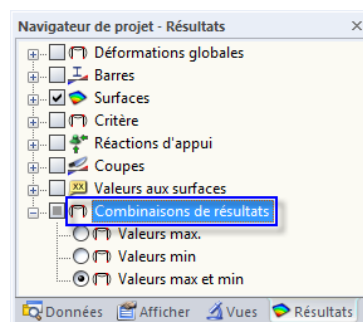 Navigateur de projet - Résultats
Déformations globales
Barres
Surfaces
Critère
Réactions d'appui
Coupes
xx Valeurs aux surfaces
Combinaisons de résultats
Valeurs max.
Valeurs min
Valeurs max et min
Données Afficher Vues Résultats